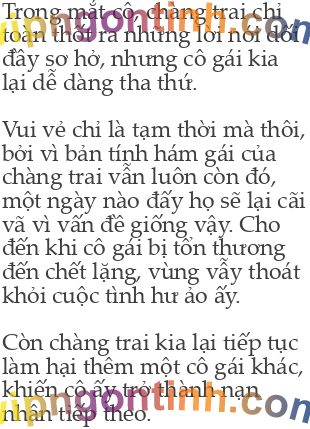 Trong mắt cô, chàng trai chỉ
toàn thốt ra những lời nói dối
đầy sơ hở, nhưng cô gái kia
lại dễ dàng tha thứ.
Vui vẻ chỉ là tạm thời mà thôi,
bởi vì bản tính hám gái của
chàng trai vẫn luôn còn đó,
một ngày nào đấy họ sẽ lại cãi
vã vì vấn đề giống vậy. Cho
đến khi cô gái bị tổn thương
đến chết lặng, vùng vẫy thoát
khỏi cuộc tình hư ảo ấy.
Còn chàng trai kia lại tiếp tục
làm hại thêm một cô gái khác,
khiến cô ấy trở thành nạn
nhân tiếp theo.